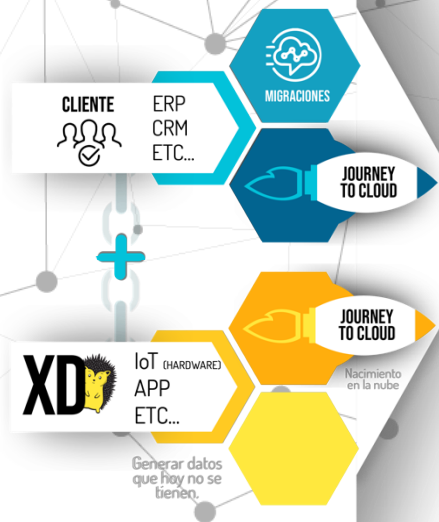 MIGRACIONES
CLIENTE
ERP
CRM
ETC...
JOURNEY
TO CLOUD
JOURNEY
TO CLOUD
XD
IoT (HARDWARE)
APP
ETC...
Nacimiento
en la nube
Generar datos
que hoy no se
tienen.